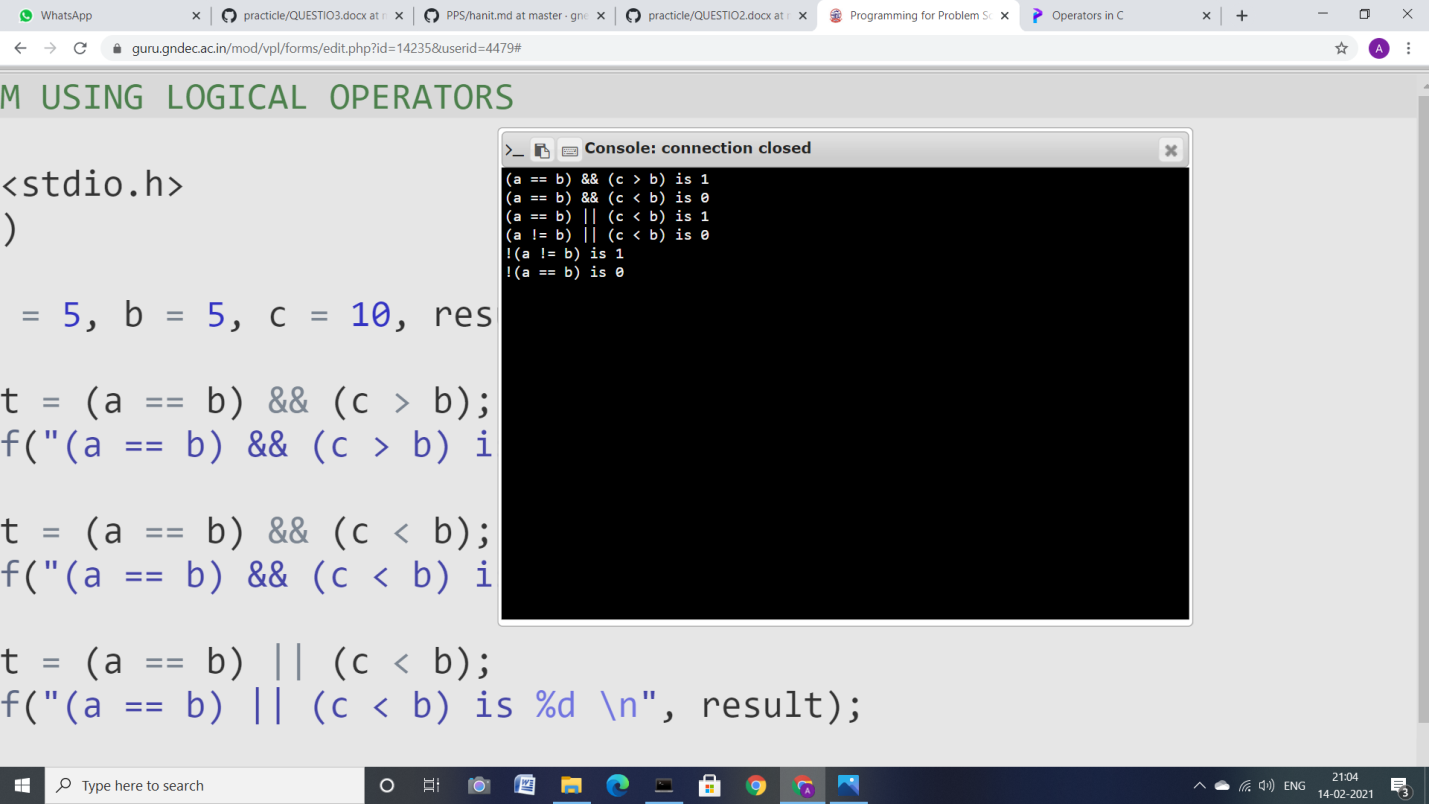 WhatsApp
practicle/QUESTIO3.docx at n
PPS/hanit.md at master · gne
practicle/QUESTIO2.docx at n
Programming for Problem So
Operators in C
guru.gndec.ac.in/mod/vpl/forms/edit.php?id=14235&userid=4479#
A
M USING LOGICAL OPERATORS
<stdio.h>
)
= 5, b = 5, c = 10, res
t = (a == b) && (c > b);
f("(a == b) && (c > b) i
t = (a == b) && (c < b);
f("(a == b) && (c < b) i
t = (a == b) || (c < b);
f("(a == b) || (c < b) is %d \n", result);
Console: connection closed
(a == b) && (c > b) is 1
(a == b) && (c < b) is 0
(a == b) || (c < b) is 1
(a != b) || (c < b) is 0
!(a != b) is 1
!(a == b) is 0
Type here to search
ENG
21:04
14-02-2021
3